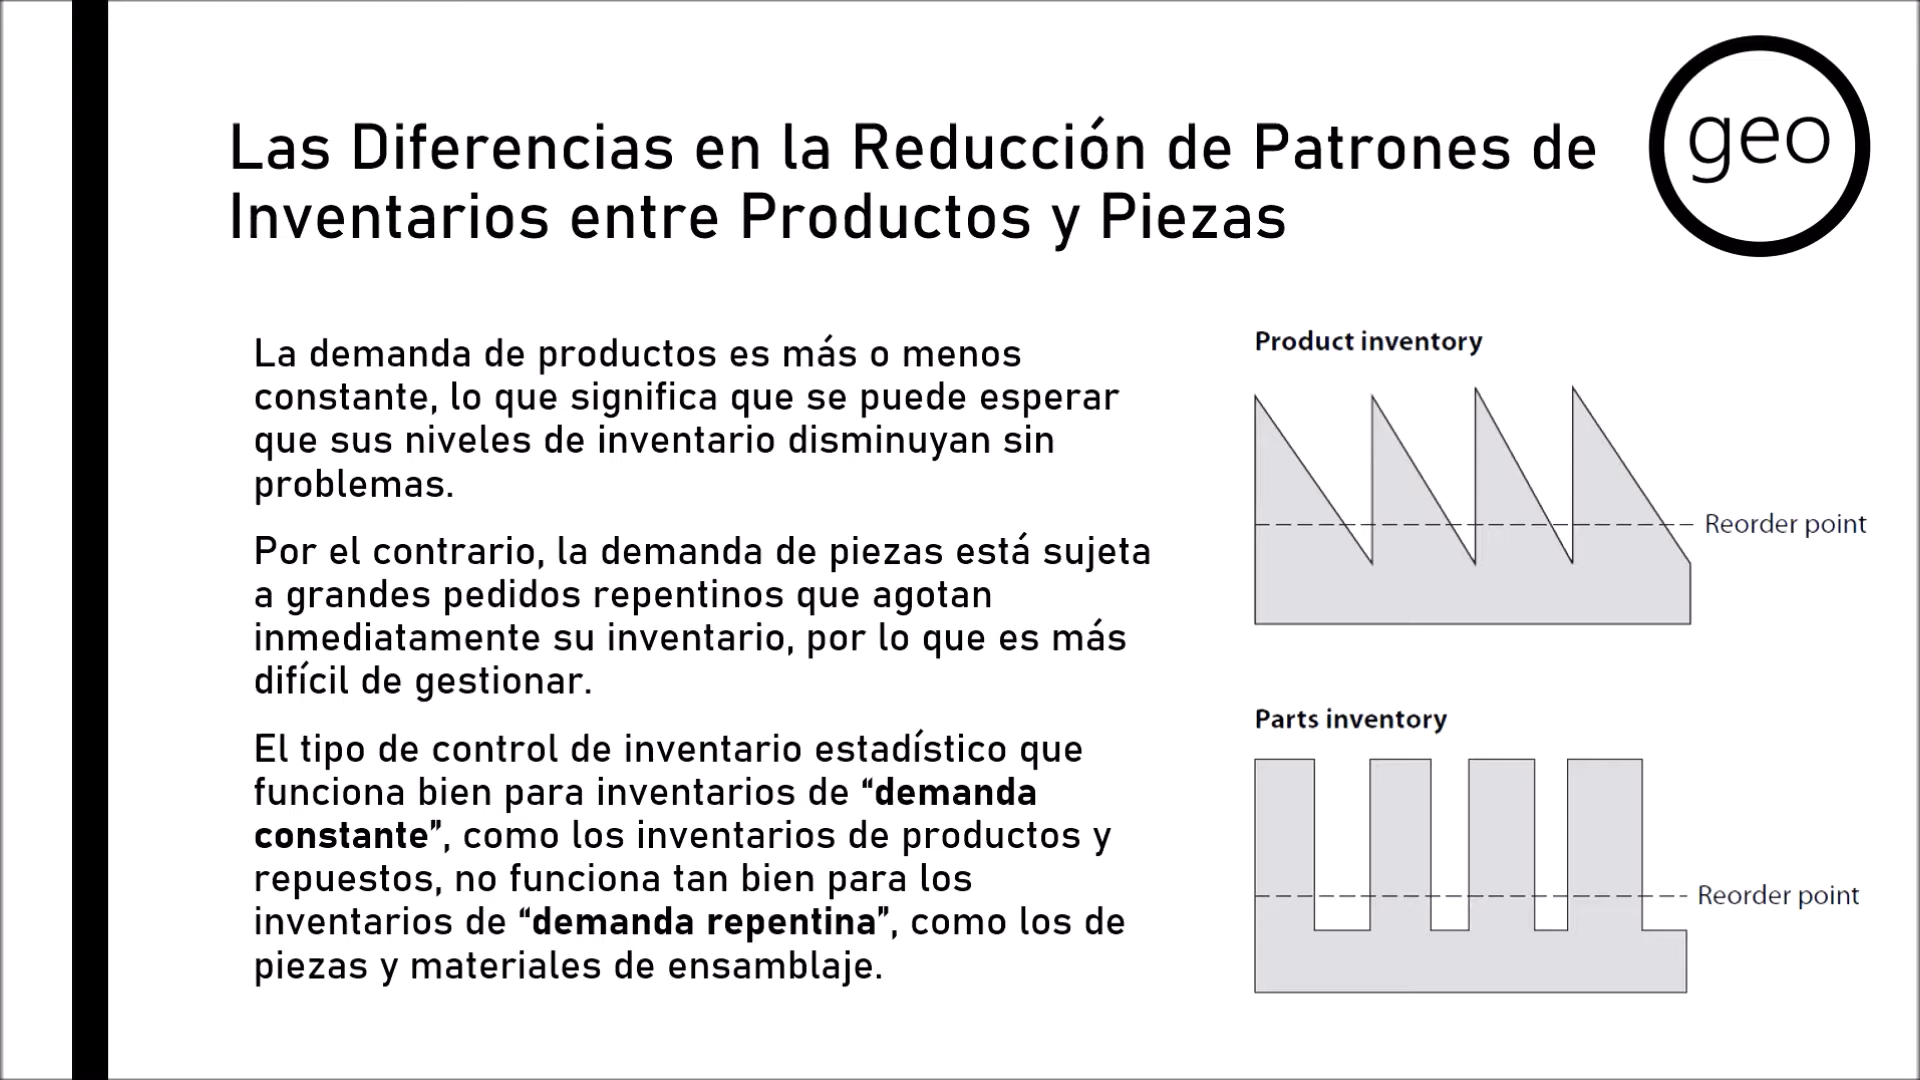 geo
Las Diferencias en la Reducción de Patrones de
Inventarios entre Productos y Piezas
La demanda de productos es más o menos
constante, lo que significa que se puede esperar
que sus niveles de inventario disminuyan sin
problemas.
Por el contrario, la demanda de piezas está sujeta
a grandes pedidos repentinos que agotan
inmediatamente su inventario, por lo que es más
difícil de gestionar.
El tipo de control de inventario estadístico que
funciona bien para inventarios de “demanda
constante”, como los inventarios de productos y
repuestos, no funciona tan bien para los
inventarios de “demanda repentina”, como los de
piezas y materiales de ensamblaje.
Product inventory
Reorder point
Parts inventory
Reorder point